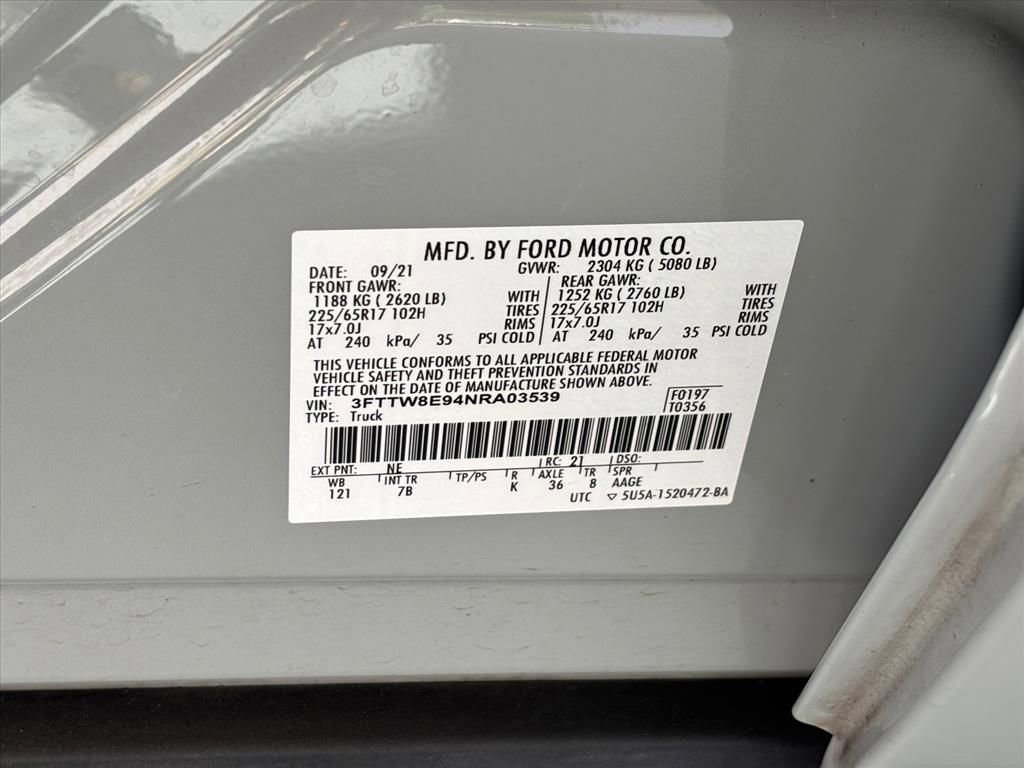 MFD. BY FORD MOTOR CO.
DATE: 09/21 GVWR: 2304 KG ( 5080 LB)
FRONT GAWR: REAR GAWR:
1188 KG ( 2620 LB) WITH 1252 KG ( 2760 LB) WITH
225/65R17 102H TIRES 225/65R17 102H TIRES
17x7.0J RIMS 17x7.0J RIMS
AT 240 kPa/ 35 PSI COLD AT 240 kPa/ 35 PSI COLD
THIS VEHICLE CONFORMS TO ALL APPLICABLE FEDERAL MOTOR
VEHICLE SAFETY AND THEFT PREVENTION STANDARDS IN
EFFECT ON THE DATE OF MANUFACTURE SHOWN ABOVE.
VIN: 3FTTW8E94NRA03539 F0197
TYPE: Truck T0356
EXT PNT: NE RC: 21 DSO:
WB INT TR TP/PS R AXLE TR SPR
121 7B K 36 8 AAGE
UTC ▽ 5U5A-1520472-BA